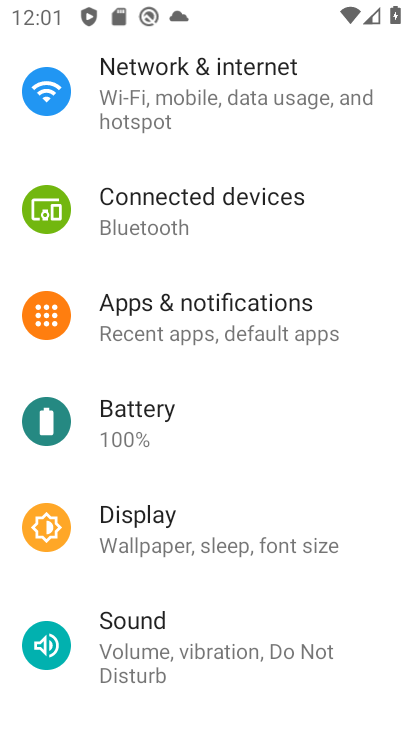 12:01
Network & internet
Wi-Fi, mobile, data usage, and
hotspot
Connected devices
Bluetooth
Apps & notifications
Recent apps, default apps
Battery
100%
Display
Wallpaper, sleep, font size
Sound
Volume, vibration, Do Not
Disturb